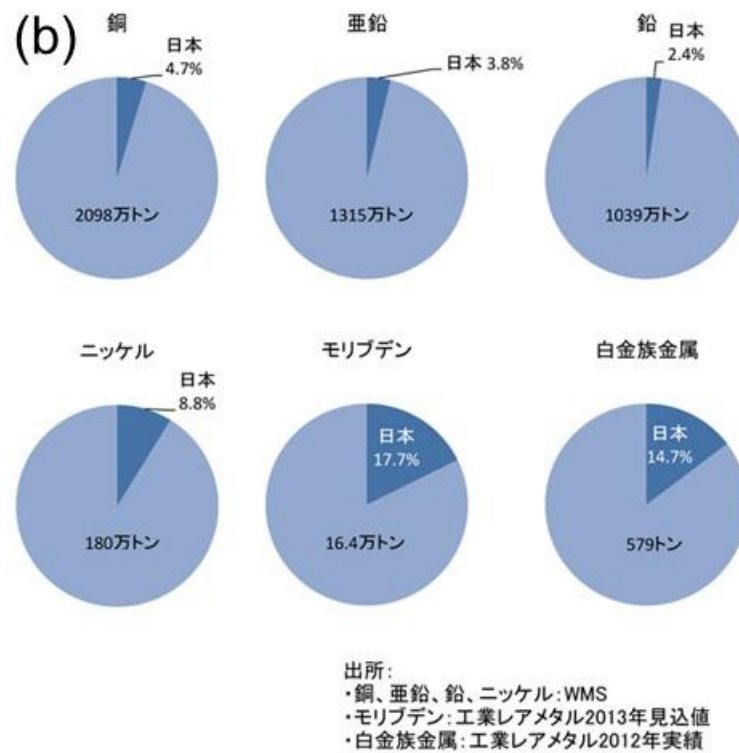 (b)
銅
日本
4.7%
2098万トン
亜鉛
日本 3.8%
1315万トン
鉛
日本
2.4%
1039万トン
ニッケル
日本
8.8%
180万トン
モリブデン
日本
17.7%
16.4万トン
白金族金属
日本
14.7%
579トン
出所:
・銅、亜鉛、鉛、ニッケル:WMS
・モリブデン:工業レアメタル2013年見込値
・白金族金属:工業レアメタル2012年実績